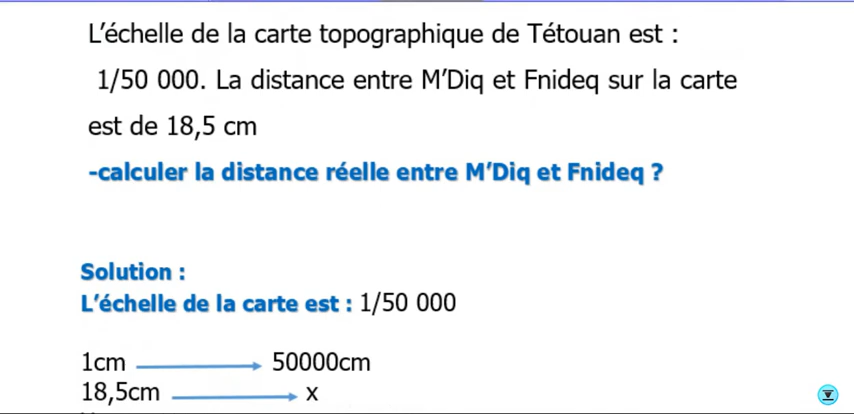 L’échelle de la carte topographique de Tétouan est :
1/50 000. La distance entre M’Diq et Fnideq sur la carte
est de 18,5 cm
-calculer la distance réelle entre M’Diq et Fnideq ?
Solution :
L’échelle de la carte est : 1/50 000
1cm 50000cm
18,5cm x